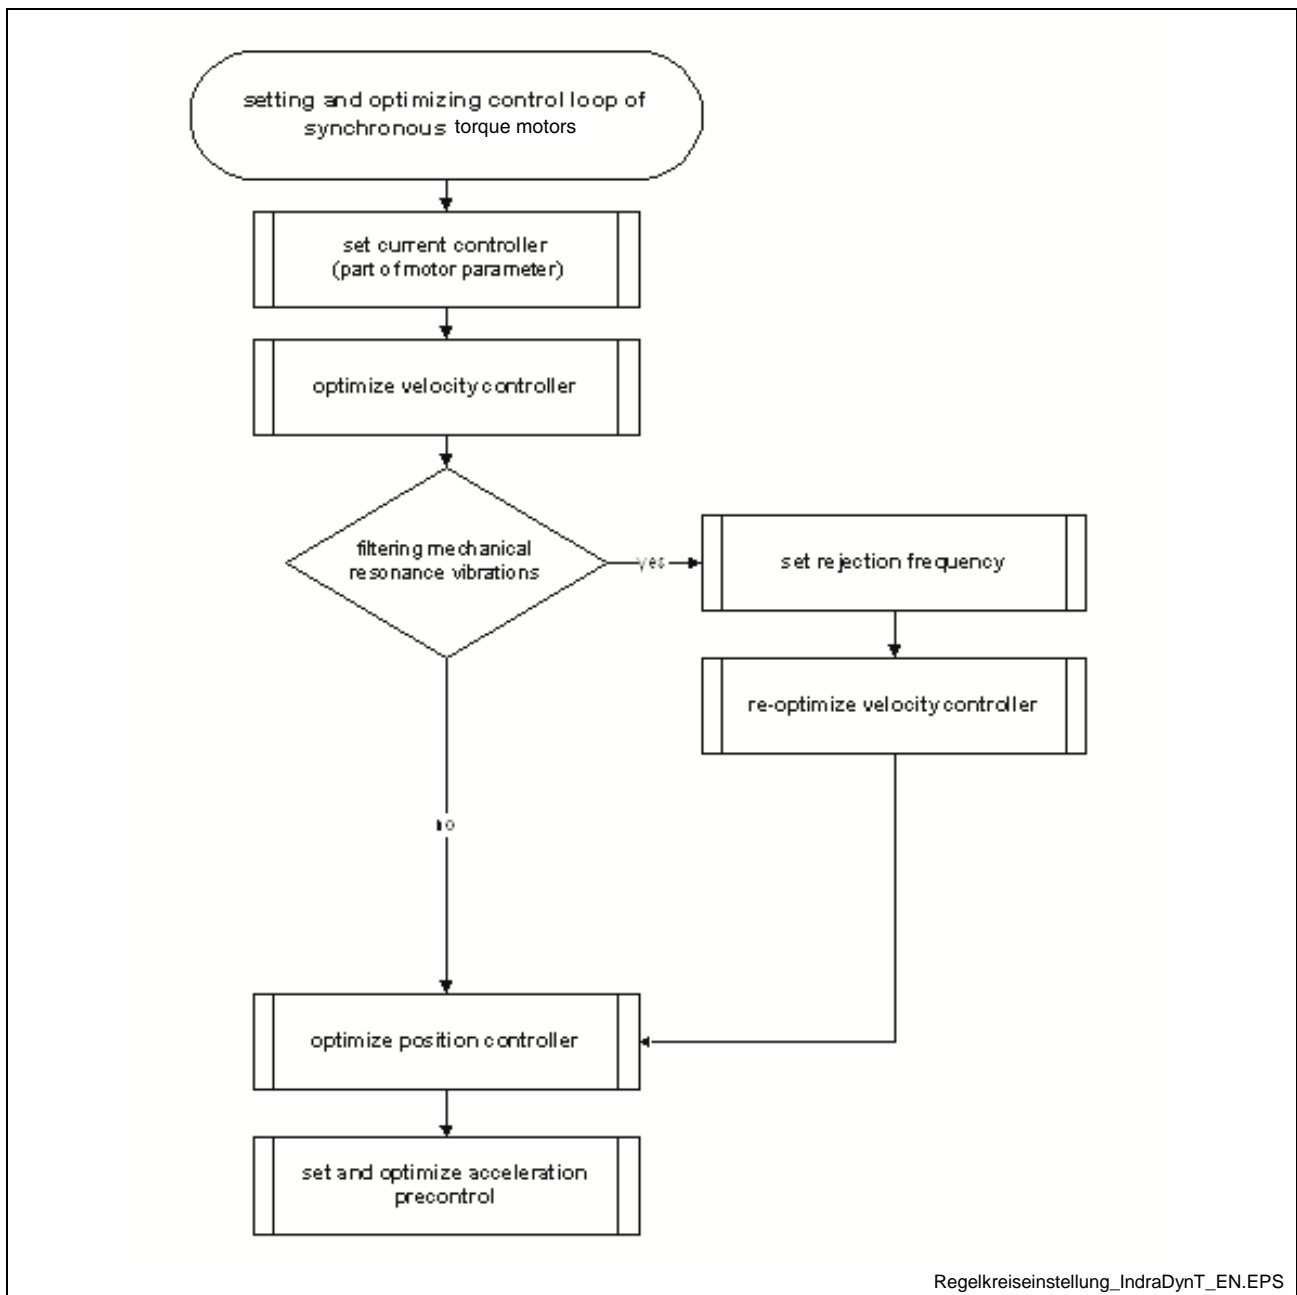 setting and optimizing control loop of
synchronous torque motors
set current controller
(part of motor parameter)
optimize velocity controller
filtering mechanical
resonance vibrations
yes
set rejection frequency
re-optimize velocity controller
no
optimize position controller
set and optimize acceleration
precontrol
Regelkreiseinstellung_IndraDynT_EN.EPS